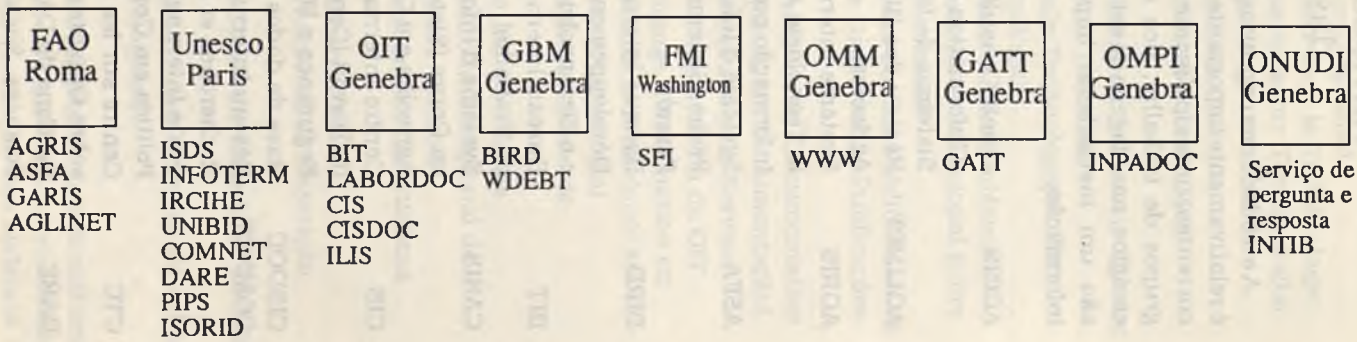 FAO
Roma
AGRIS
ASFA
GARIS
AGLINET
Unesco
Paris
ISDS
INFOTERM
IRCIHE
UNIBID
COMNET
DARE
PIPS
ISORID
OIT
Genebra
BIT
LABORDOC
CIS
CISDOC
ILIS
GBM
Genebra
BIRD
WDEBT
FMI
Washington
SFI
OMM
Genebra
WWW
GATT
Genebra
GATT
OMPI
Genebra
INPADOC
ONUDI
Genebra
Serviço de
pergunta e
resposta
INTIB